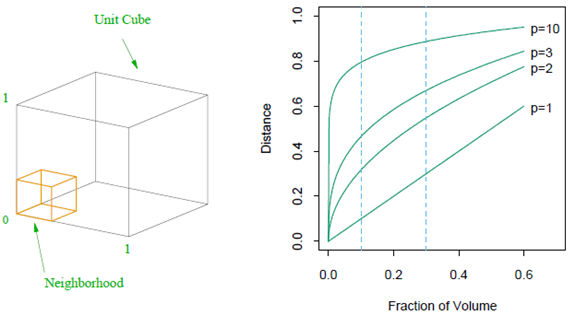 Unit Cube
1
0
1
Neighborhood
Distance
1.0
0.8
0.6
0.4
0.2
0.0
p=10
p=3
p=2
p=1
0.0 0.2 0.4 0.6
Fraction of Volume